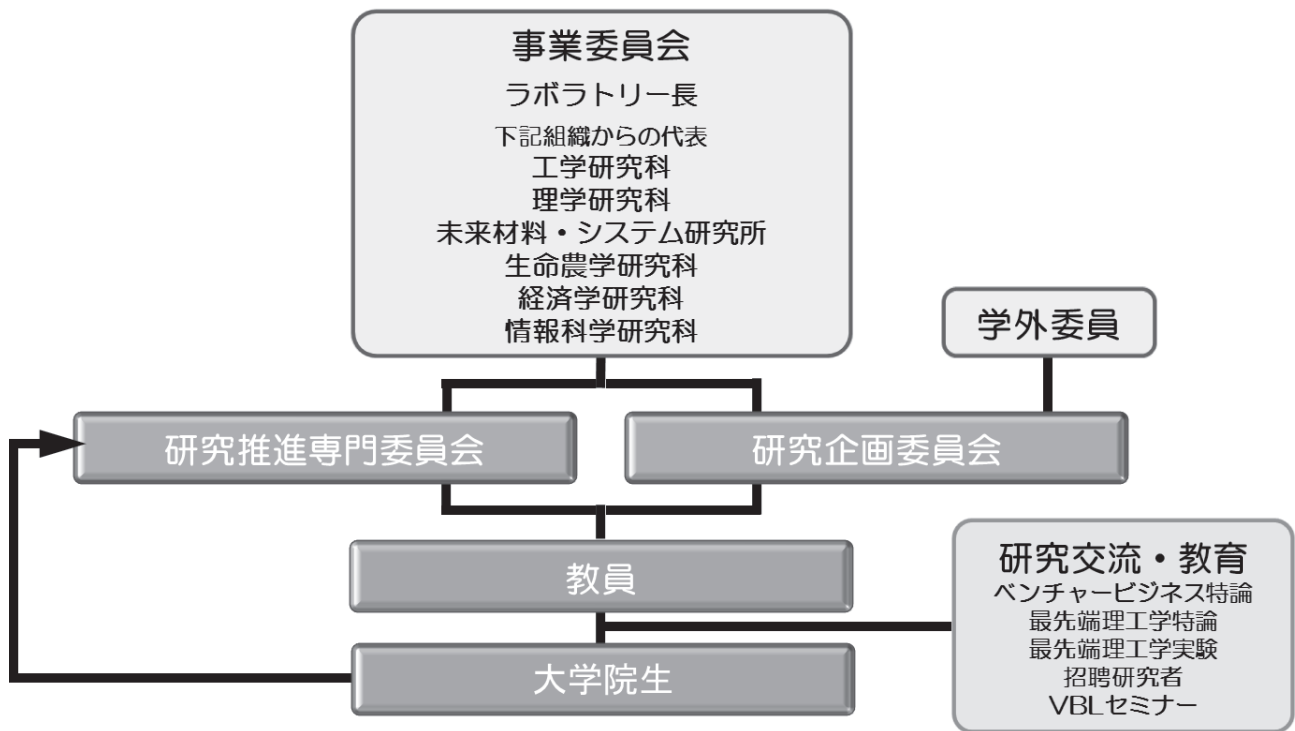 事業委員会
ラボラトリー長
下記組織からの代表
工学研究科
理学研究科
未来材料・システム研究所
生命農学研究科
経済学研究科
情報科学研究科
学外委員
研究推進専門委員会
研究企画委員会
教員
大学院生
研究交流・教育
ベンチャービジネス特論
最先端理工学特論
最先端理工学実験
招聘研究者
VBLセミナー